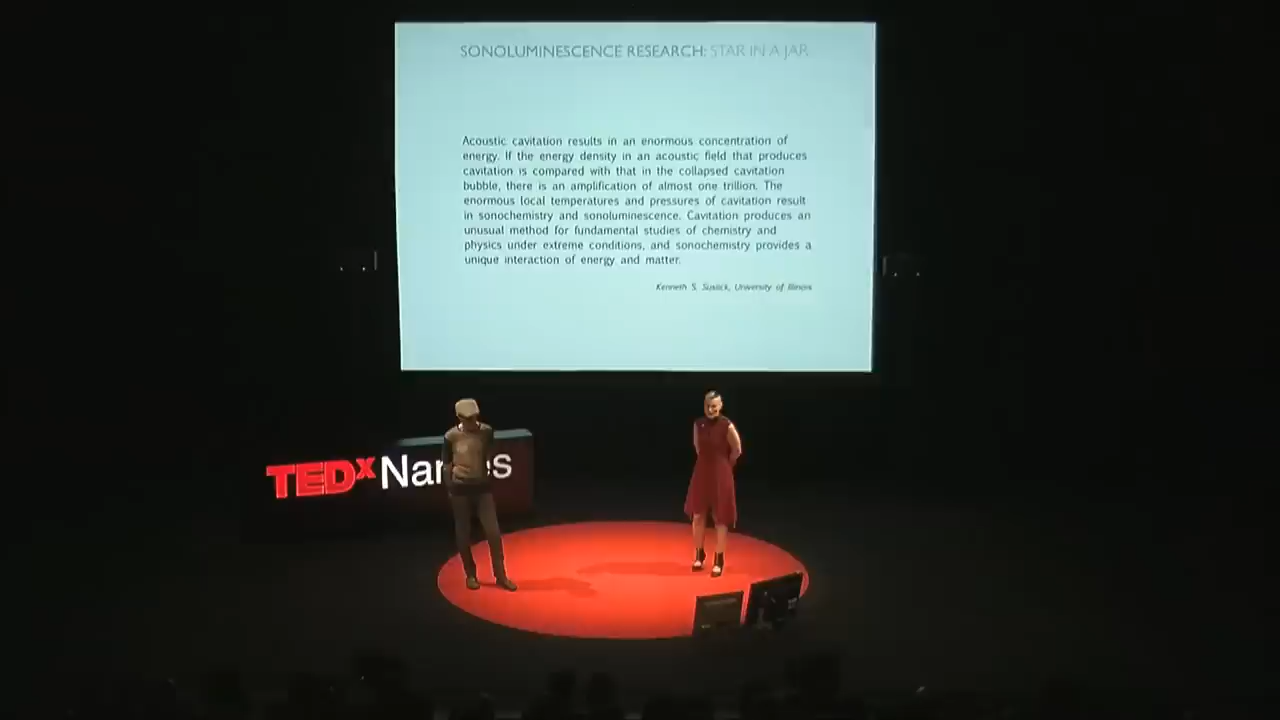 SONOLUMINESCENCE RESEARCH: STAR IN A JAR
Acoustic cavitation results in an enormous concentration of
energy. If the energy density in an acoustic field that produces
cavitation is compared with that in the collapsed cavitation
bubble, there is an amplification of almost one trillion. The
enormous local temperatures and pressures of cavitation result
in sonochemistry and sonoluminescence. Cavitation produces an
unusual method for fundamental studies of chemistry and
physics under extreme conditions, and sonochemistry provides a
unique interaction of energy and matter.
Kenneth S. Suslick, University of Illinois
TEDx